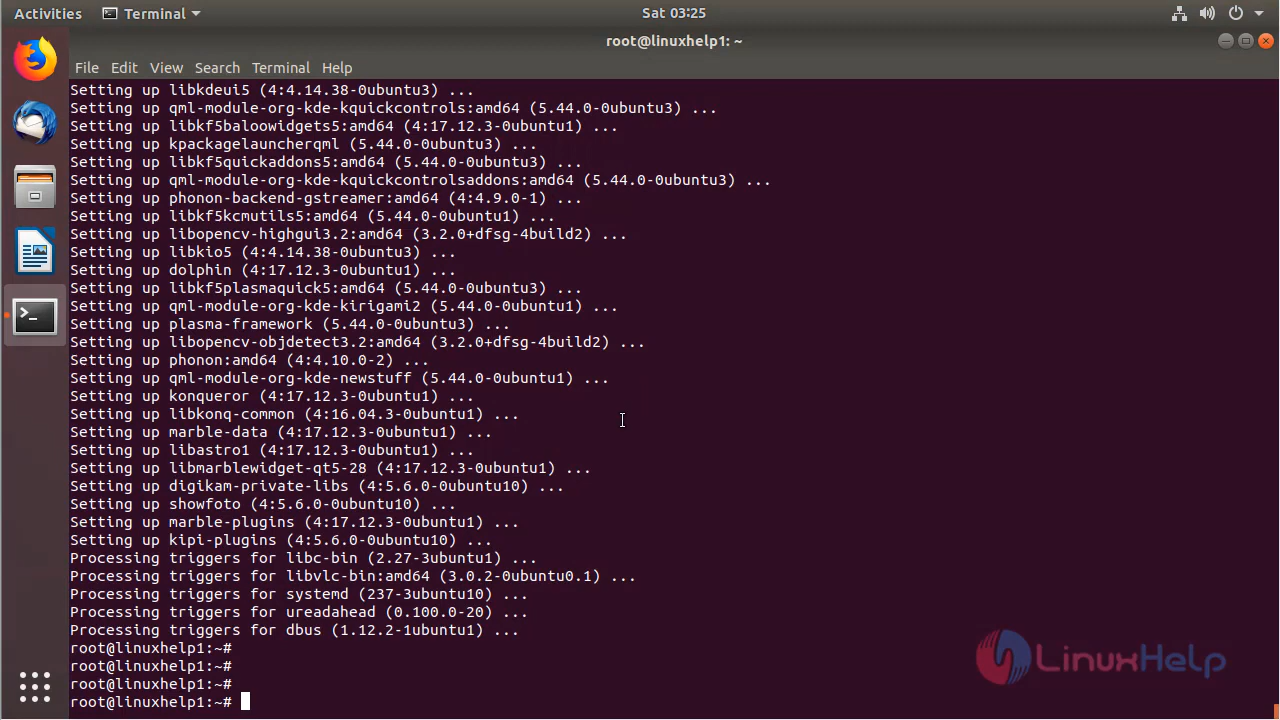 Activities Terminal Sat 03:25
root@linuxhelp1: ~
File Edit View Search Terminal Help
Setting up libkdeui5 (4:4.14.38-0ubuntu3) ...
Setting up qml-module-org-kde-kquickcontrols:amd64 (5.44.0-0ubuntu3) ...
Setting up libkf5baloowidgets5:amd64 (4:17.12.3-0ubuntu1) ...
Setting up kpackagelauncherqml (5.44.0-0ubuntu3) ...
Setting up libkf5quickaddons5:amd64 (5.44.0-0ubuntu3) ...
Setting up qml-module-org-kde-kquickcontrolsaddons:amd64 (5.44.0-0ubuntu3) ...
Setting up phonon-backend-gstreamer:amd64 (4:4.9.0-1) ...
Setting up libkf5kcmutils5:amd64 (5.44.0-0ubuntu1) ...
Setting up libopencv-highgui3.2:amd64 (3.2.0+dfsg-4build2) ...
Setting up libkio5 (4:4.14.38-0ubuntu3) ...
Setting up dolphin (4:17.12.3-0ubuntu1) ...
Setting up libkf5plasmaquick5:amd64 (5.44.0-0ubuntu3) ...
Setting up qml-module-org-kde-kirigami2 (5.44.0-0ubuntu1) ...
Setting up plasma-framework (5.44.0-0ubuntu3) ...
Setting up libopencv-objdetect3.2:amd64 (3.2.0+dfsg-4build2) ...
Setting up phonon:amd64 (4:4.10.0-2) ...
Setting up qml-module-org-kde-newstuff (5.44.0-0ubuntu1) ...
Setting up konqueror (4:17.12.3-0ubuntu1) ...
Setting up libkonq-common (4:16.04.3-0ubuntu1) ...
Setting up marble-data (4:17.12.3-0ubuntu1) ...
Setting up libastro1 (4:17.12.3-0ubuntu1) ...
Setting up libmarblewidget-qt5-28 (4:17.12.3-0ubuntu1) ...
Setting up digikam-private-libs (4:5.6.0-0ubuntu10) ...
Setting up showfoto (4:5.6.0-0ubuntu10) ...
Setting up marble-plugins (4:17.12.3-0ubuntu1) ...
Setting up kipi-plugins (4:5.6.0-0ubuntu10) ...
Processing triggers for libc-bin (2.27-3ubuntu1) ...
Processing triggers for libvlc-bin:amd64 (3.0.2-0ubuntu0.1) ...
Processing triggers for systemd (237-3ubuntu10) ...
Processing triggers for ureadahead (0.100.0-20) ...
Processing triggers for dbus (1.12.2-1ubuntu1) ...
root@linuxhelp1:~#
root@linuxhelp1:~#
root@linuxhelp1:~#
root@linuxhelp1:~#
LinuxHelp